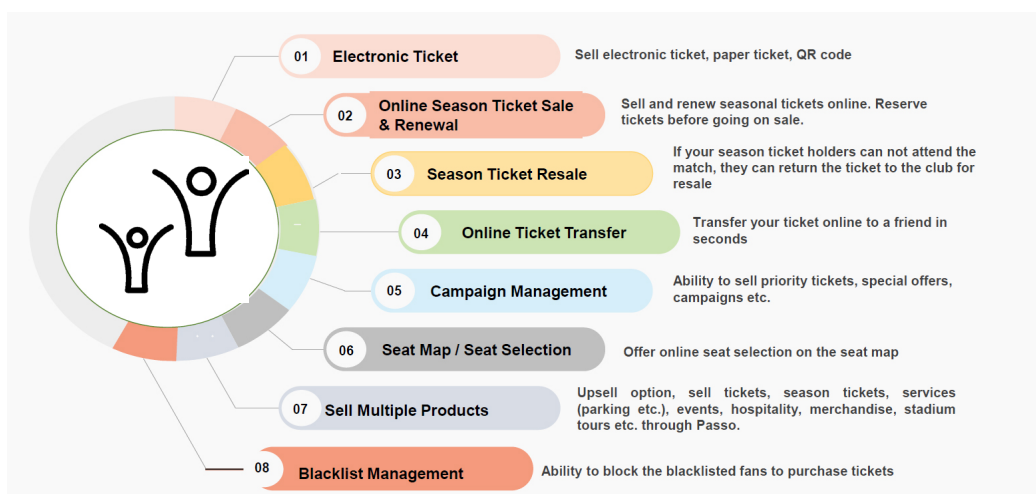 01 Electronic Ticket
Sell electronic ticket, paper ticket, QR code
02 Online Season Ticket Sale
& Renewal
Sell and renew seasonal tickets online. Reserve
tickets before going on sale.
03 Season Ticket Resale
If your season ticket holders can not attend the
match, they can return the ticket to the club for
resale
04 Online Ticket Transfer
Transfer your ticket online to a friend in
seconds
05 Campaign Management
Ability to sell priority tickets, special offers,
campaigns etc.
06 Seat Map / Seat Selection
Offer online seat selection on the seat map
07 Sell Multiple Products
Upsell option, sell tickets, season tickets, services
(parking etc.), events, hospitality, merchandise, stadium
tours etc. through Passo.
08 Blacklist Management
Ability to block the blacklisted fans to purchase tickets